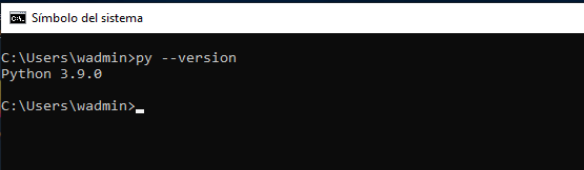 Símbolo del sistema
C:\Users\wadmin>py --version
Python 3.9.0
C:\Users\wadmin>